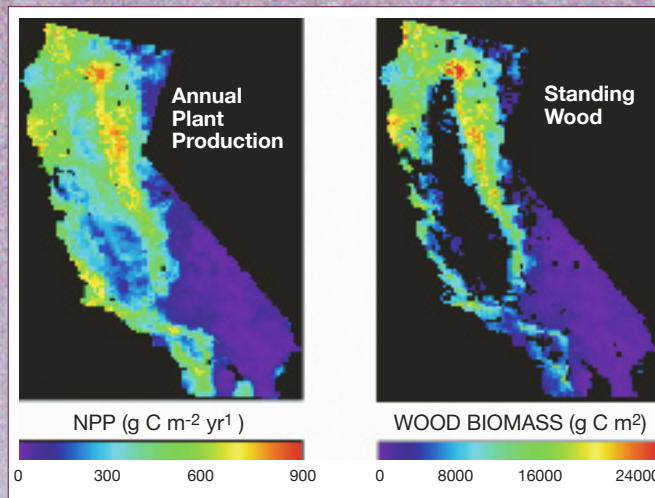 Annual
Plant
Production
Standing
Wood
NPP (g C m⁻² yr¹ )
0 300 600 900
WOOD BIOMASS (g C m²)
0 8000 16000 24000